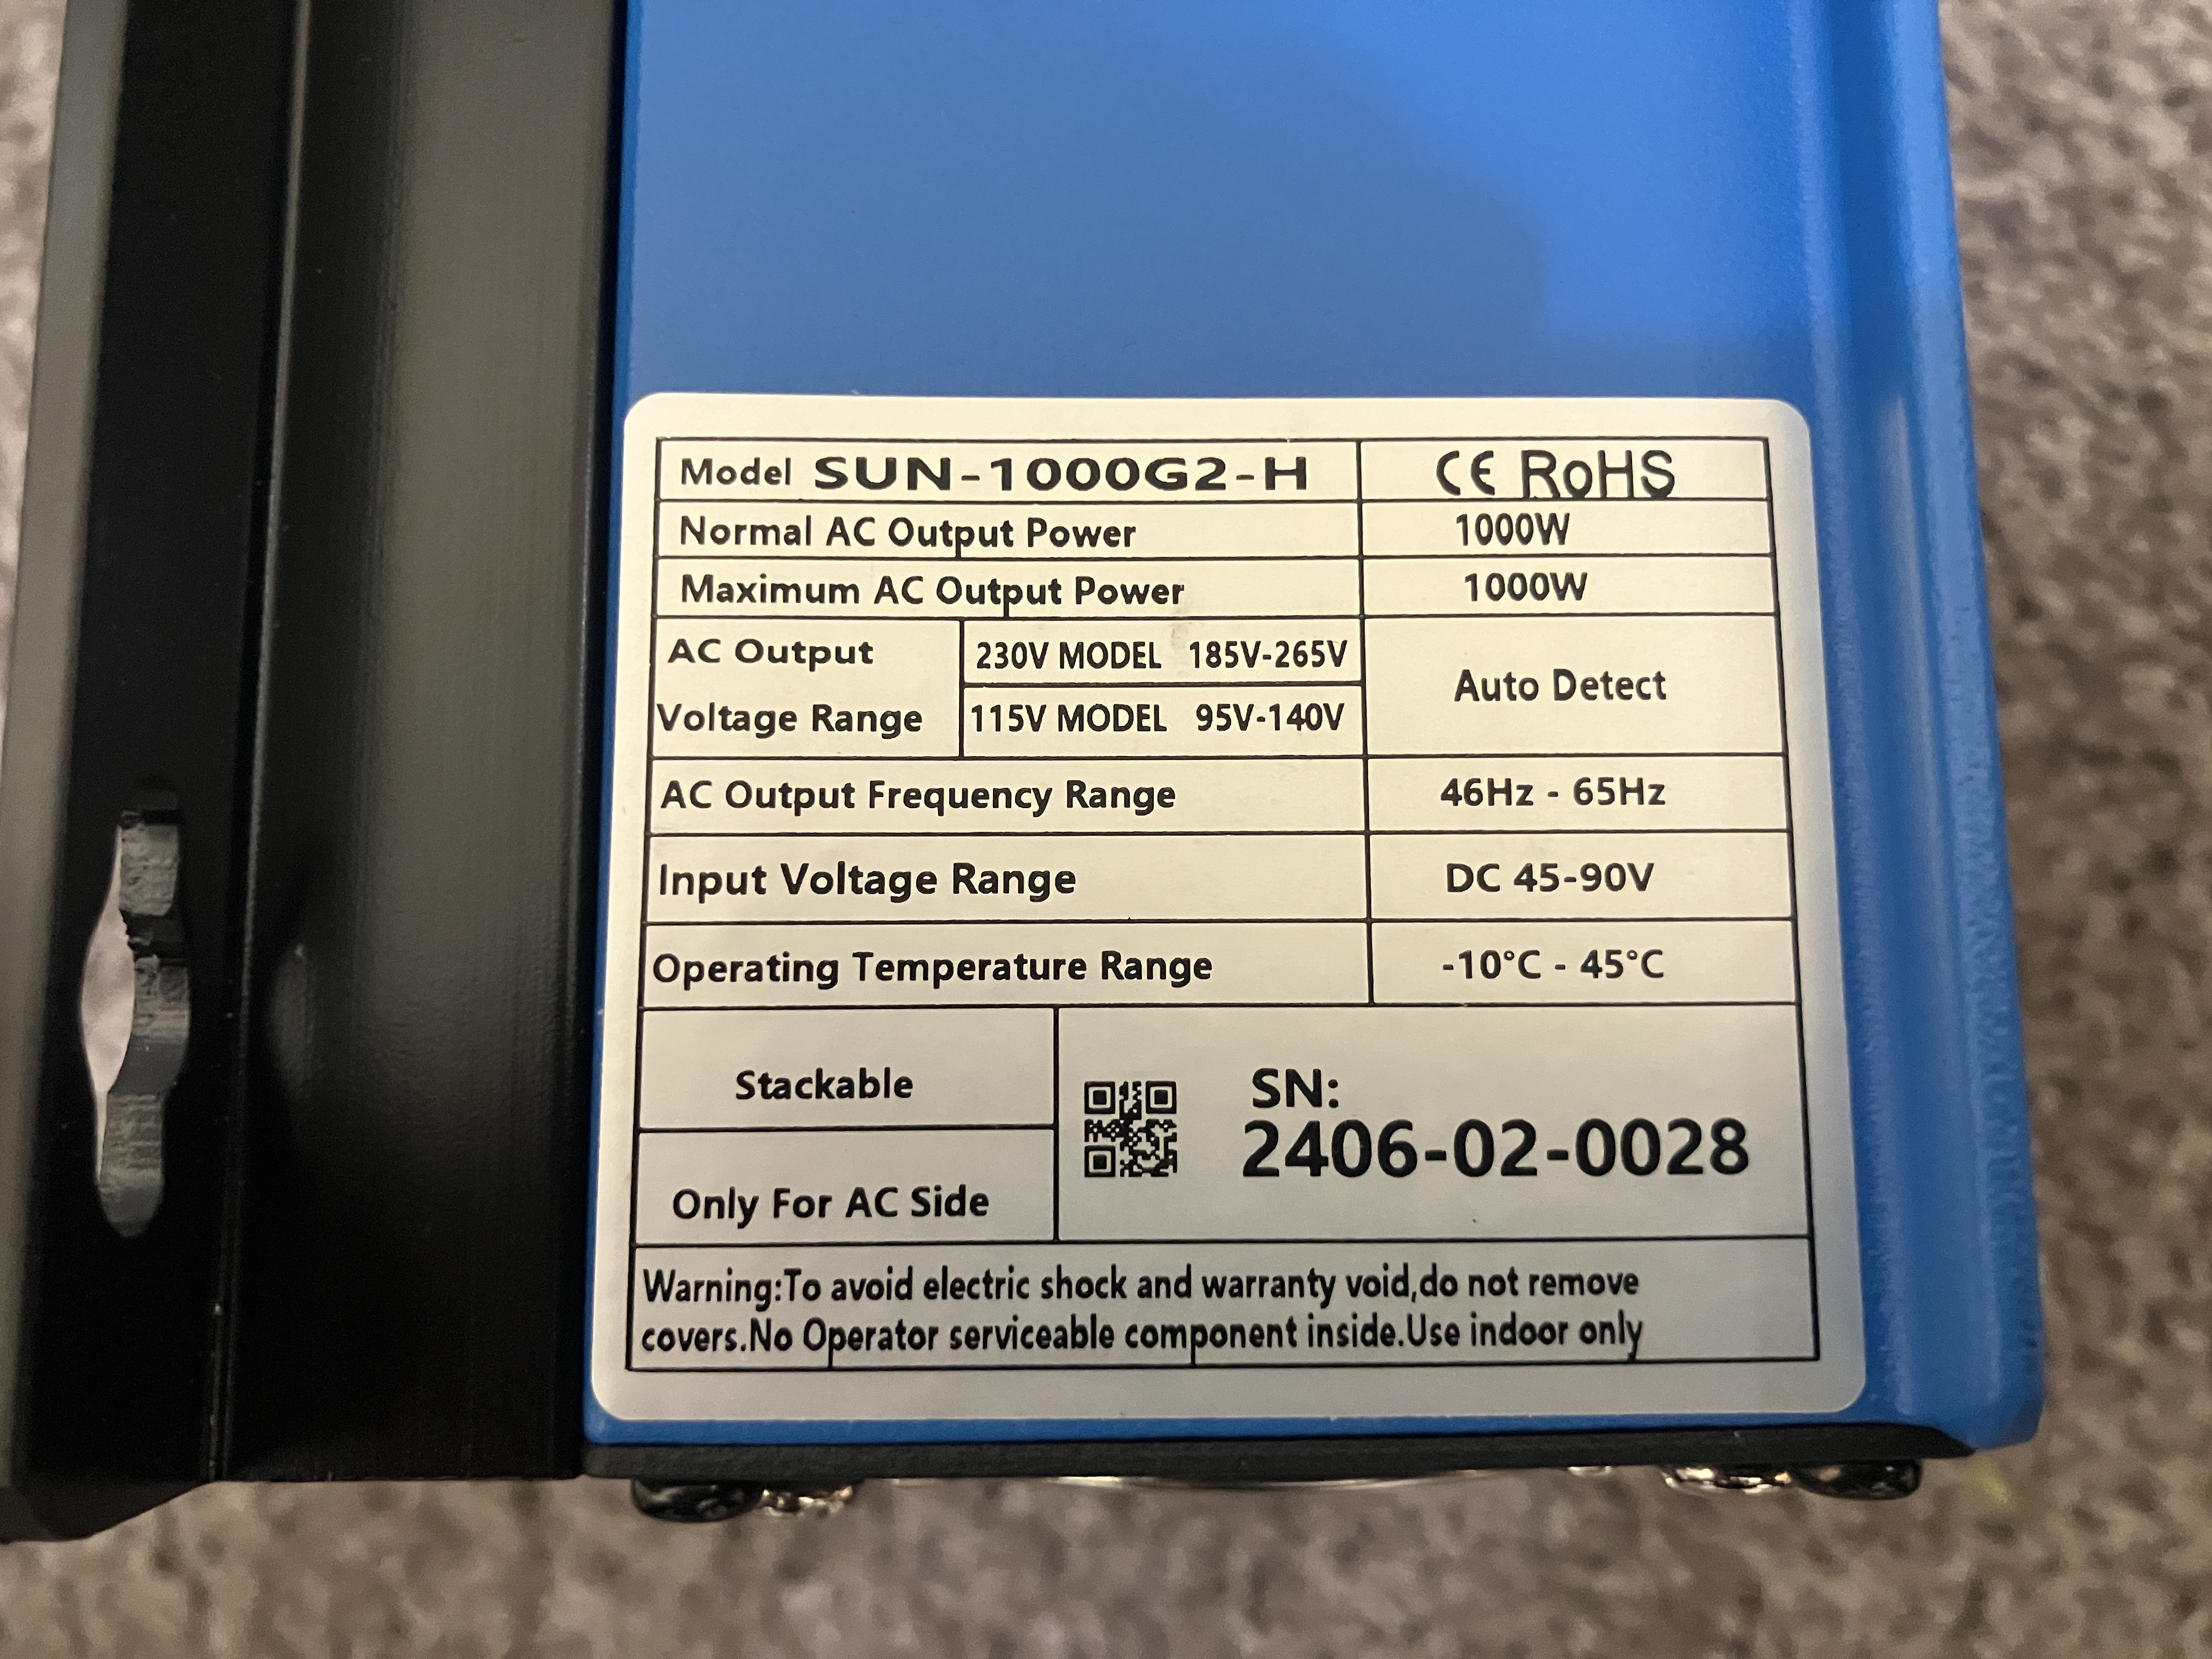 Model SUN-1000G2-H CE RoHS
Normal AC Output Power 1000W
Maximum AC Output Power 1000W
AC Output 230V MODEL 185V-265V
Auto Detect
Voltage Range 115V MODEL 95V-140V
AC Output Frequency Range 46Hz - 65Hz
Input Voltage Range DC 45-90V
Operating Temperature Range -10°C - 45°C
Stackable
Only For AC Side
SN:
2406-02-0028
Warning:To avoid electric shock and warranty void,do not remove
covers.No Operator serviceable component inside.Use indoor only